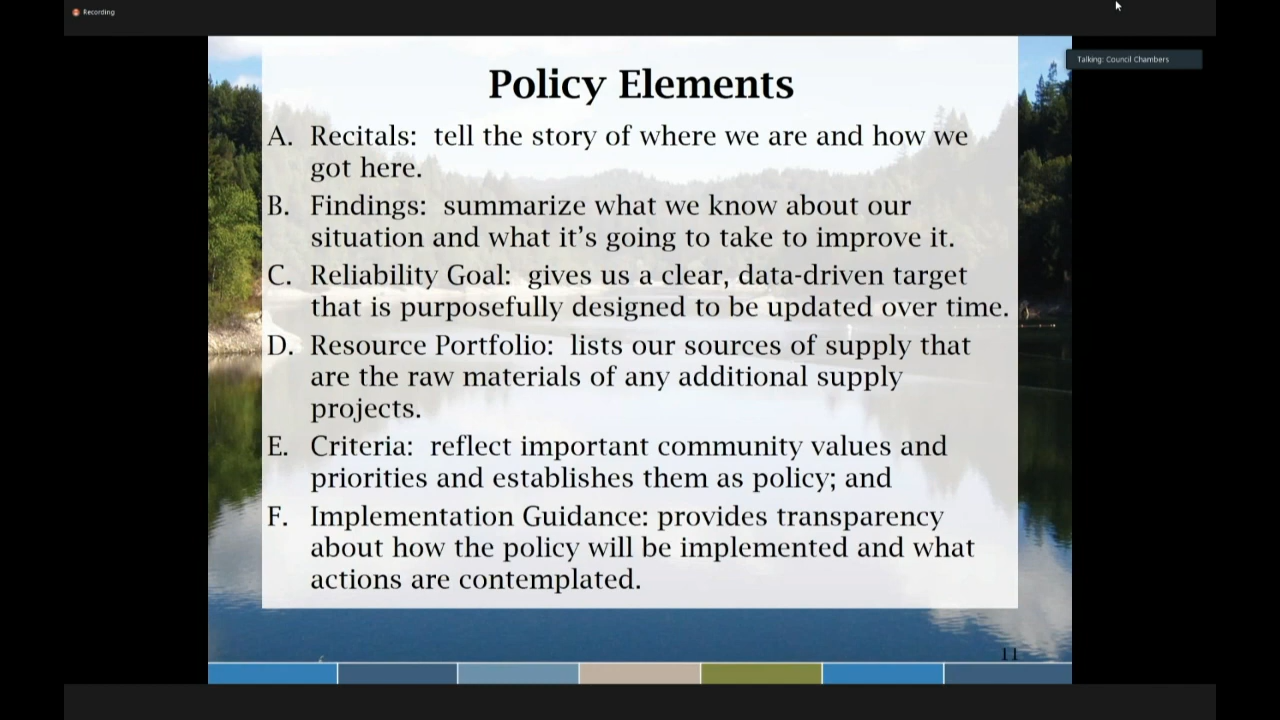 Recording
Talking: Council Chambers
Policy Elements
A. Recitals: tell the story of where we are and how we
got here.
B. Findings: summarize what we know about our
situation and what it’s going to take to improve it.
C. Reliability Goal: gives us a clear, data-driven target
that is purposefully designed to be updated over time.
D. Resource Portfolio: lists our sources of supply that
are the raw materials of any additional supply
projects.
E. Criteria: reflect important community values and
priorities and establishes them as policy; and
F. Implementation Guidance: provides transparency
about how the policy will be implemented and what
actions are contemplated.
11